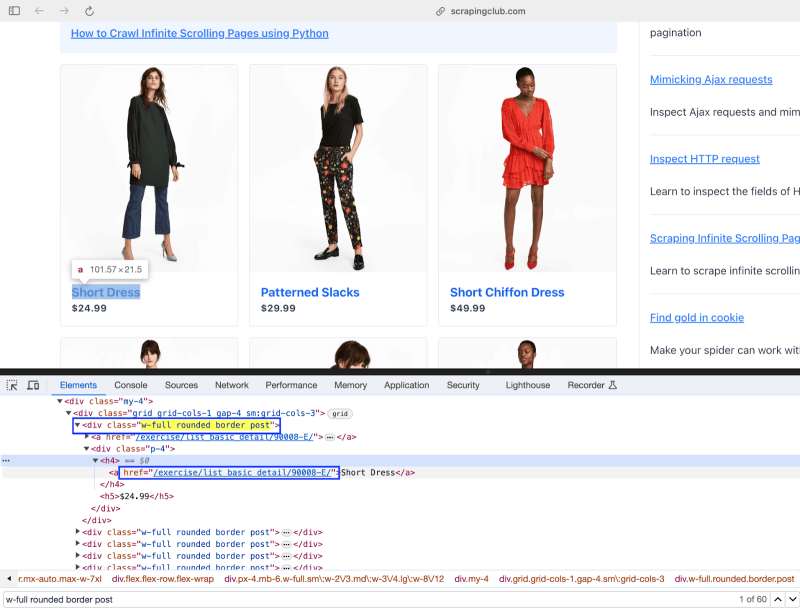 scrapingclub.com
How to Crawl Infinite Scrolling Pages using Python
a 101.57 × 21.5
Short Dress
$24.99
Patterned Slacks
$29.99
Short Chiffon Dress
$49.99
pagination
Mimicking Ajax requests
Inspect Ajax requests and mim
Inspect HTTP request
Learn to inspect the fields of H
Scraping Infinite Scrolling Pag
Learn to scrape infinite scrollin
Find gold in cookie
Make your spider can work wit
Elements Console Sources Network Performance Memory Application Security Lighthouse Recorder
▼<div class="my-4">
▼<div class="grid grid-cols-1 gap-4 sm:grid-cols-3"> grid
▼<div class="w-full rounded border post">
▶<a href="/exercise/list_basic_detail/90008-E/"> ⋯ </a>
▼<div class="p-4">
⋯ ▼<h4> == $0
<a href="/exercise/list_basic_detail/90008-E/">Short Dress</a>
</h4>
<h5>$24.99</h5>
</div>
</div>
▶<div class="w-full rounded border post"> ⋯ </div>
▶<div class="w-full rounded border post"> ⋯ </div>
▶<div class="w-full rounded border post"> ⋯ </div>
▶<div class="w-full rounded border post"> ⋯ </div>
r.mx-auto.max-w-7xl div.flex.flex-row.flex-wrap div.px-4.mb-6.w-full.sm\:w-2\/3.md\:w-3\/4.lg\:w-8\/12 div.my-4 div.grid.grid-cols-1.gap-4.sm\:grid-cols-3 div.w-full.rounded.border.post
w-full rounded border post 1 of 60